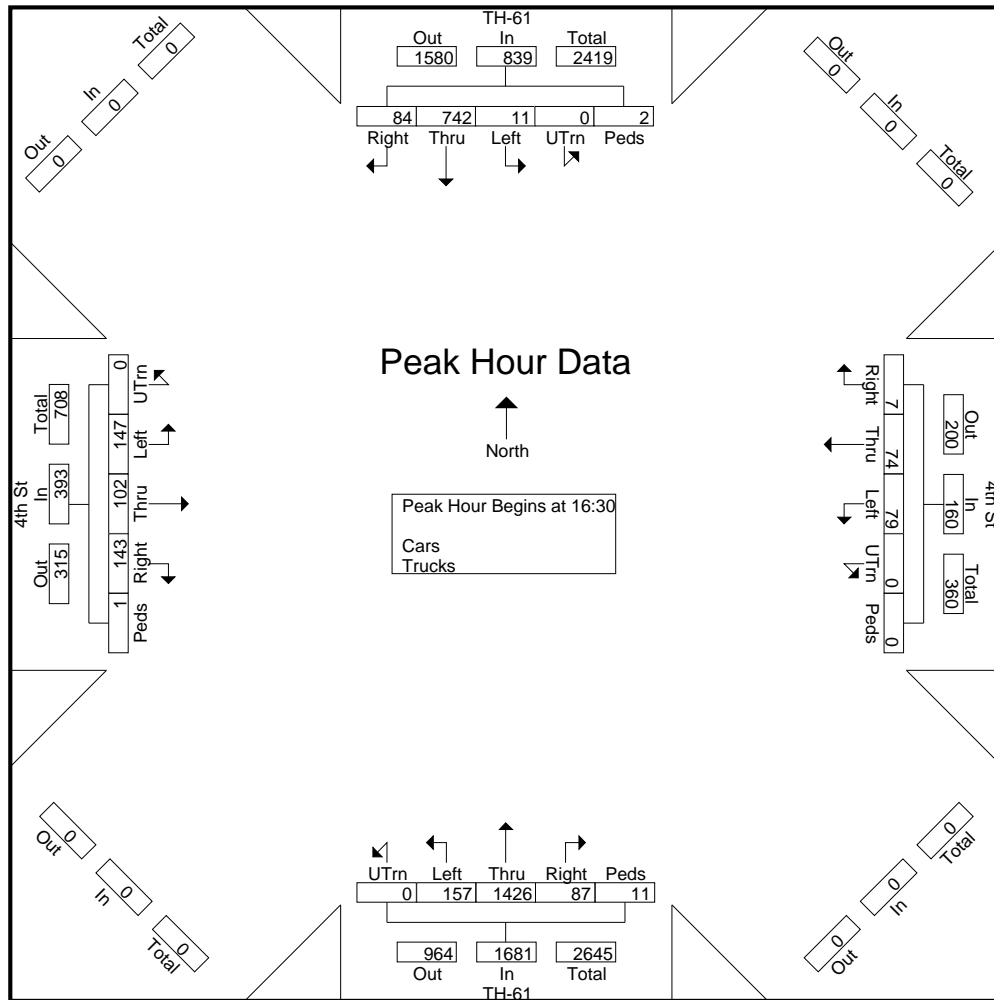 TH-61
Out In Total
1580 839 2419
84 742 11 0 2
Right Thru Left UTrn Peds
Out In Total
0 0 0
Out In Total
0 0 0
4th St
Total In Out
708 393 315
0 147 102 143 1
UTrn Left Thru Right Peds
Peak Hour Data
North
Peak Hour Begins at 16:30
Cars
Trucks
Right Thru Left UTrn Peds
7 74 79 0 0
Out In Total
200 160 360
4th St
Out In Total
0 0 0
UTrn Left Thru Right Peds
0 157 1426 87 11
964 1681 2645
Out In Total
TH-61
0 0 0
Out In Total